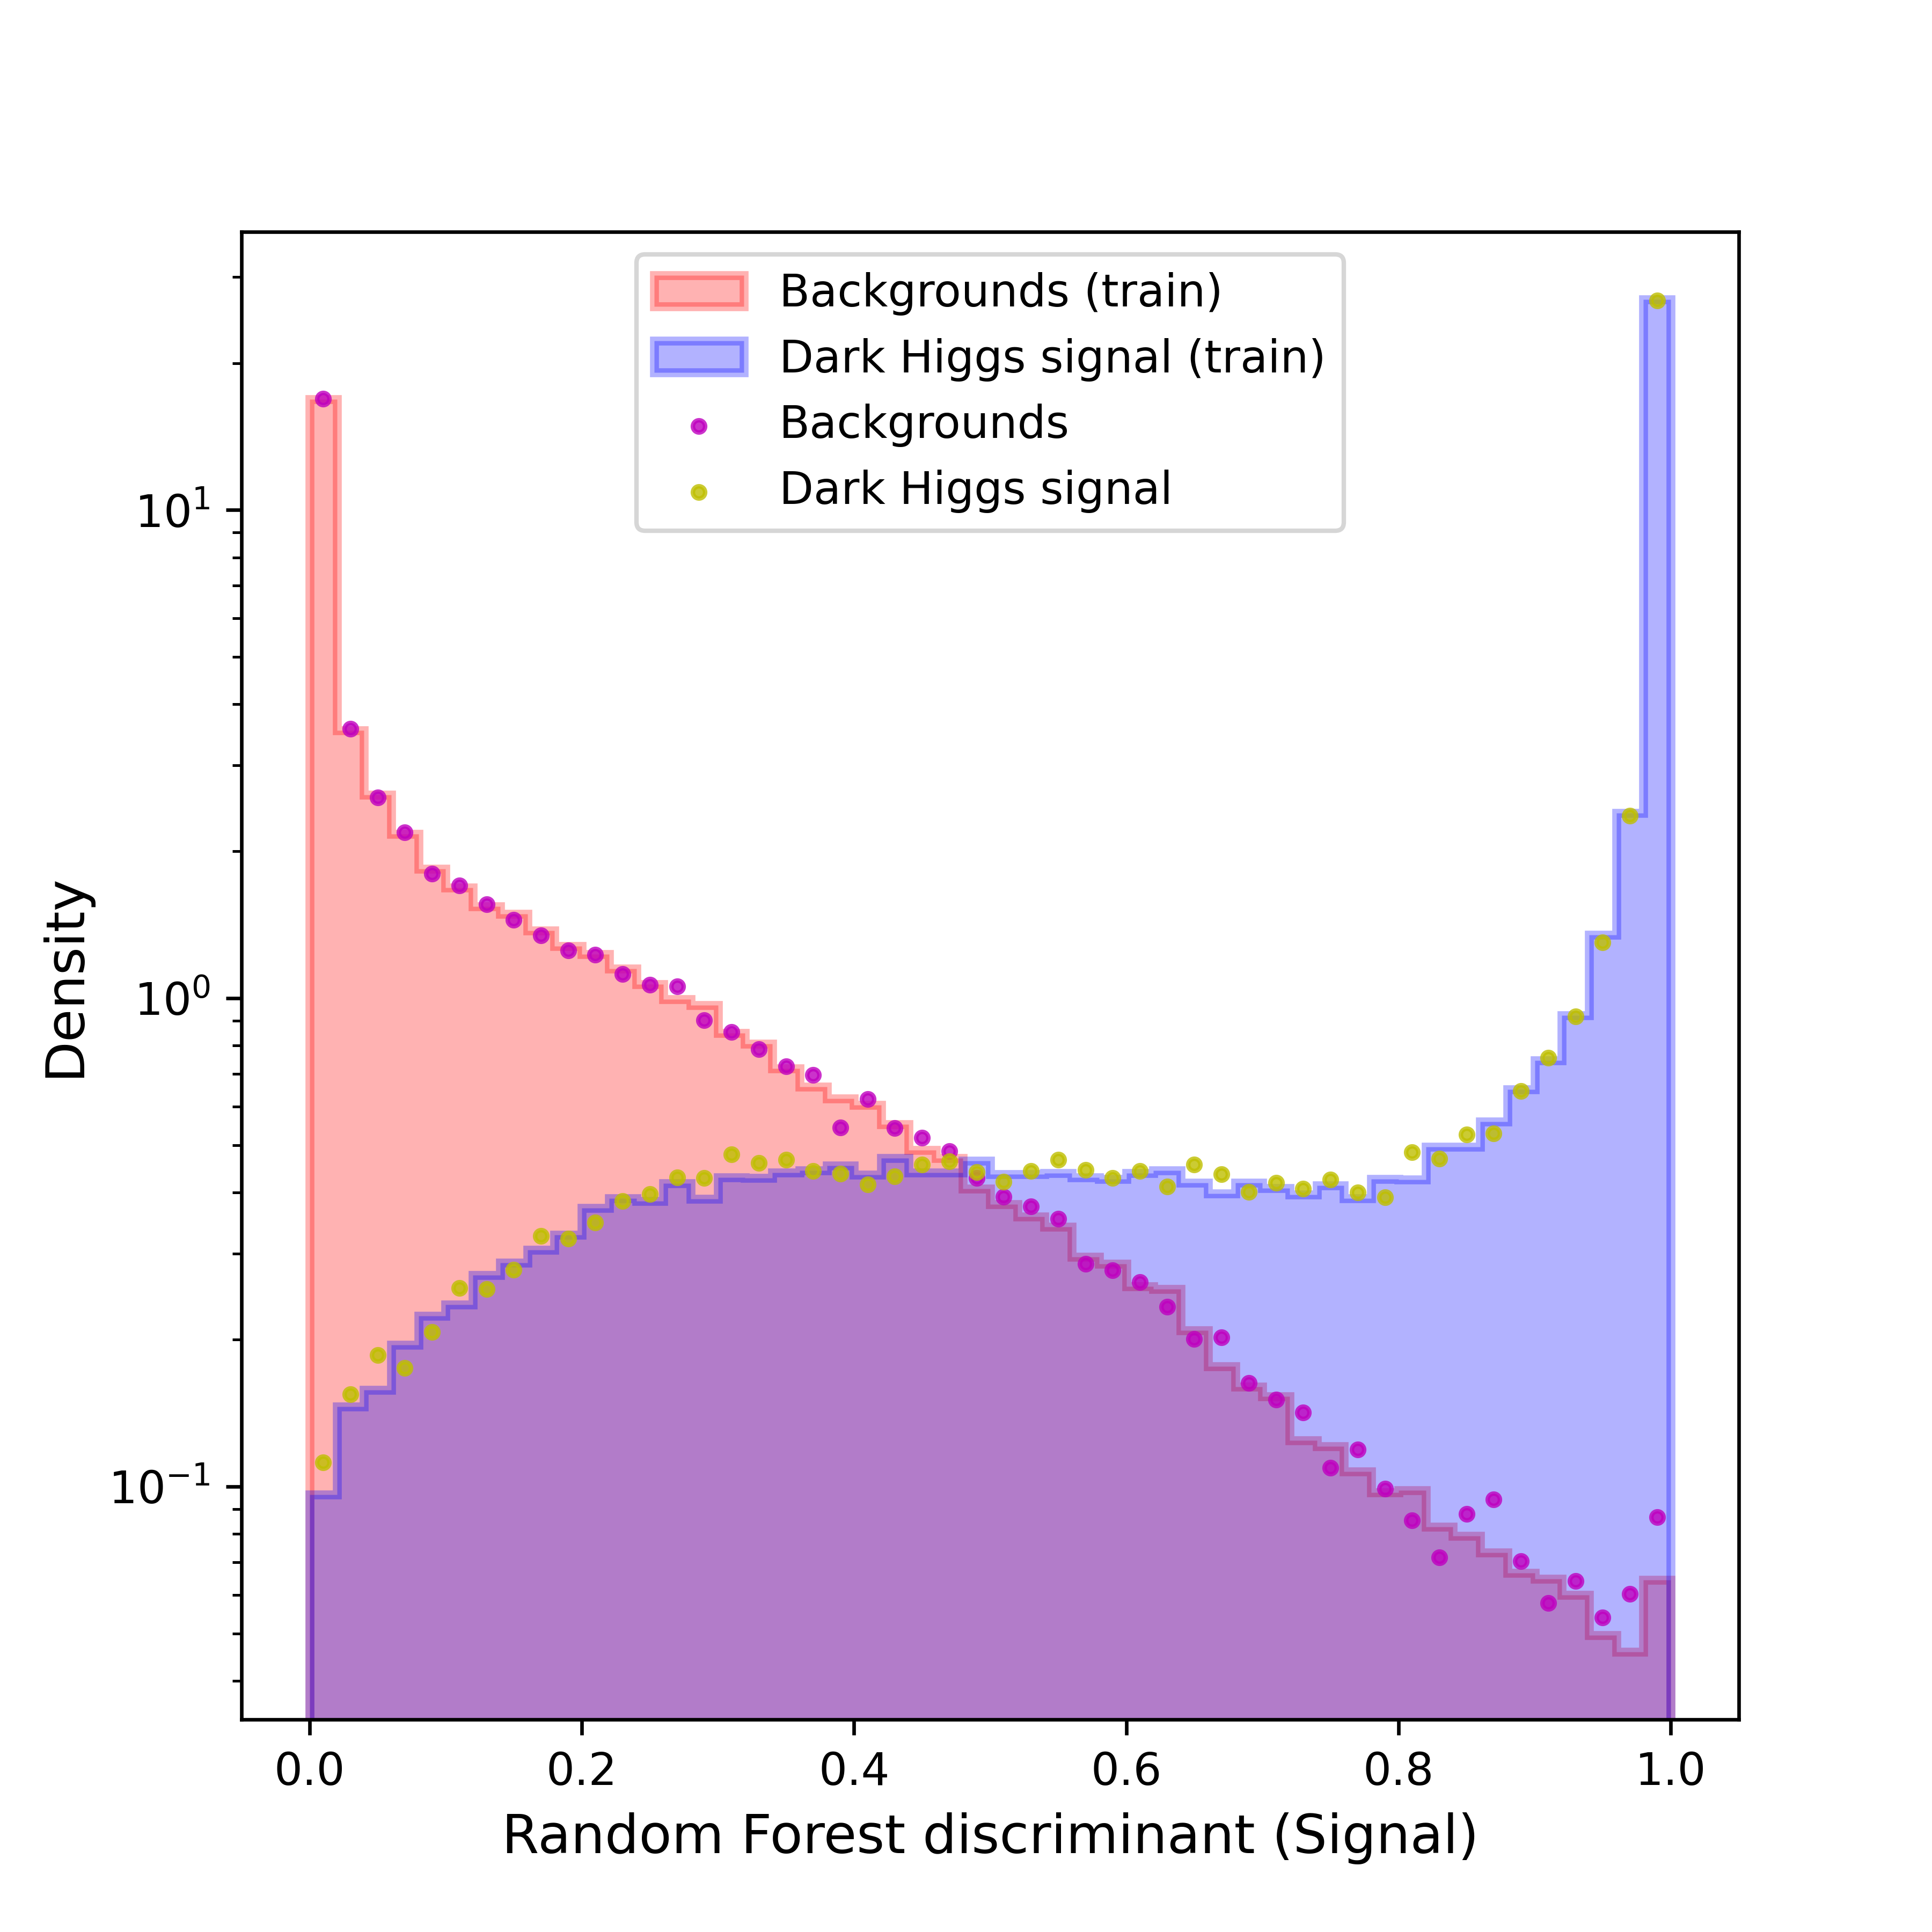 Backgrounds (train)
Dark Higgs signal (train)
Backgrounds
Dark Higgs signal
Density
10¹
10⁰
10⁻¹
0.0 0.2 0.4 0.6 0.8 1.0
Random Forest discriminant (Signal)